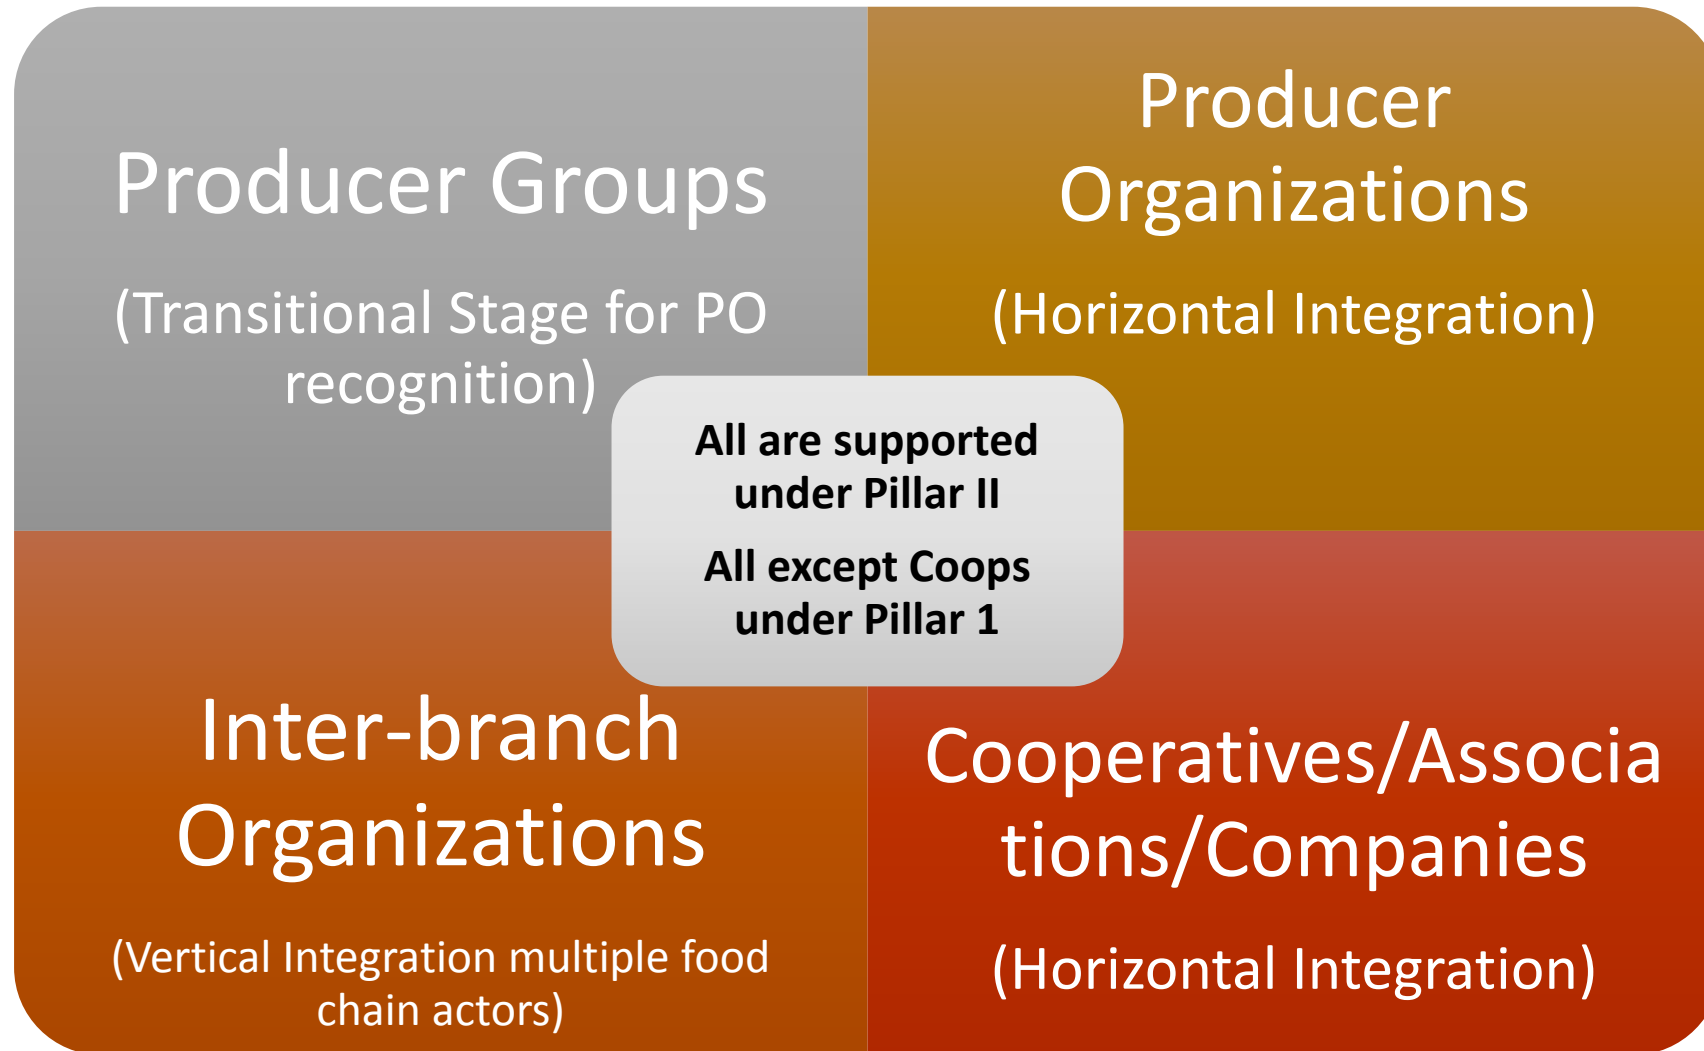 Producer Groups
(Transitional Stage for PO
recognition)
Producer
Organizations
(Horizontal Integration)
All are supported
under Pillar II
All except Coops
under Pillar 1
Inter-branch
Organizations
(Vertical Integration multiple food
chain actors)
Cooperatives/Associa
tions/Companies
(Horizontal Integration)